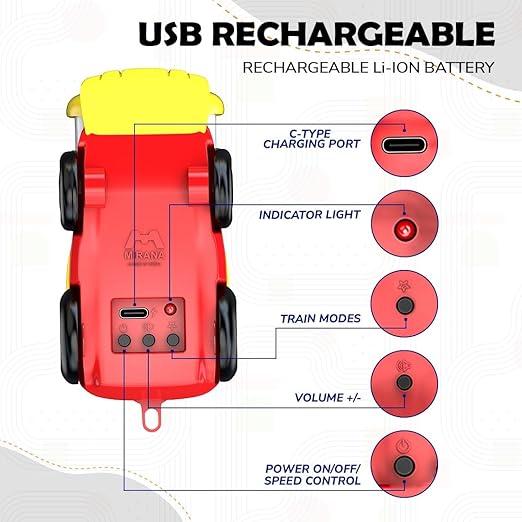 USB RECHARGEABLE
RECHARGEABLE Li-ION BATTERY
C-TYPE
CHARGING PORT
INDICATOR LIGHT
MIRANA
TRAIN MODES
VOLUME +/-
POWER ON/OFF/
SPEED CONTROL